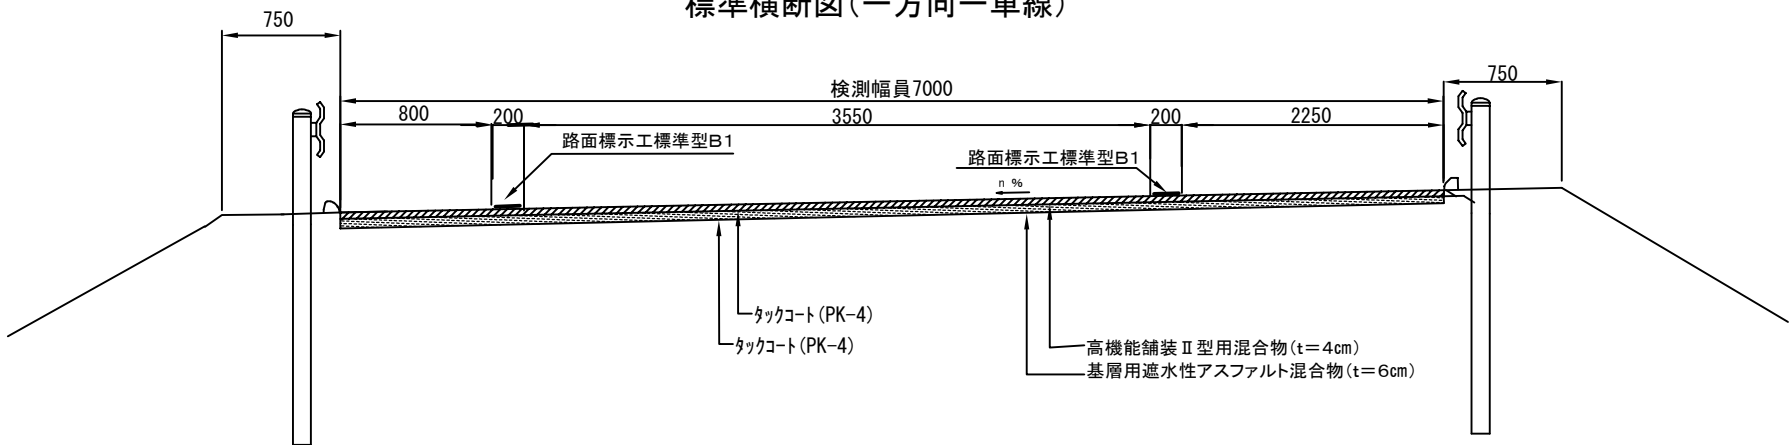 標準横断図(一方向一車線)
750
検測幅員7000
750
800
200
3550
200
2250
路面標示工標準型B1
路面標示工標準型B1
n %
タックコート(PK-4)
タックコート(PK-4)
高機能舗装Ⅱ型用混合物(t=4cm)
基層用遮水性アスファルト混合物(t=6cm)